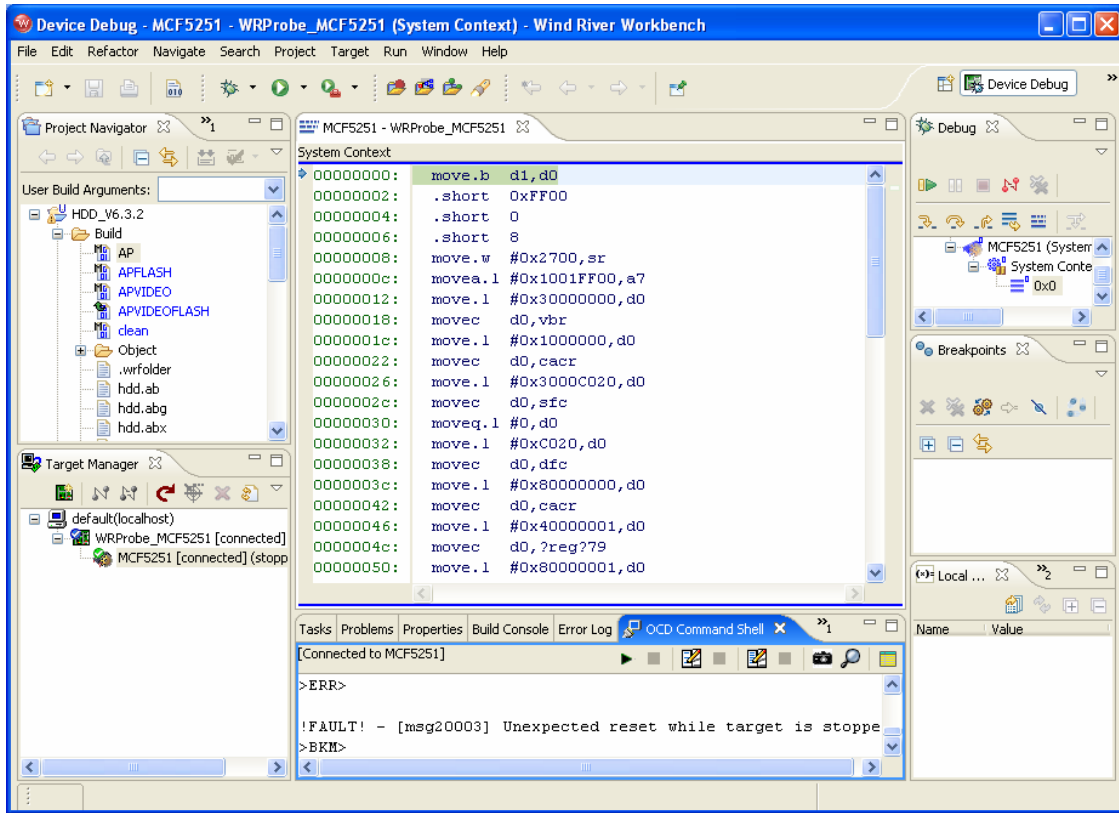 Device Debug - MCF5251 - WRProbe_MCF5251 (System Context) - Wind River Workbench
File Edit Refactor Navigate Search Project Target Run Window Help
010
Device Debug
»
Project Navigator
»1
User Build Arguments:
HDD_V6.3.2
Build
AP
APFLASH
APVIDEO
APVIDEOFLASH
clean
Object
.wrfolder
hdd.ab
hdd.abg
hdd.abx
Target Manager
default(localhost)
WRProbe_MCF5251 [connected]
MCF5251 [connected] (stopp
MCF5251 - WRProbe_MCF5251
System Context
00000000: move.b d1,d0
00000002: .short 0xFF00
00000004: .short 0
00000006: .short 8
00000008: move.w #0x2700,sr
0000000c: movea.l #0x1001FF00,a7
00000012: move.l #0x30000000,d0
00000018: movec d0,vbr
0000001c: move.l #0x1000000,d0
00000022: movec d0,cacr
00000026: move.l #0x3000C020,d0
0000002c: movec d0,sfc
00000030: moveq.l #0,d0
00000032: move.l #0xC020,d0
00000038: movec d0,dfc
0000003c: move.l #0x80000000,d0
00000042: movec d0,cacr
00000046: move.l #0x40000001,d0
0000004c: movec d0,?reg?79
00000050: move.l #0x80000001,d0
Tasks Problems Properties Build Console Error Log OCD Command Shell »1
[Connected to MCF5251]
>ERR>
!FAULT! - [msg20003] Unexpected reset while target is stoppe
>BKM>
Debug
MCF5251 (System
System Conte
0x0
Breakpoints
(x)= Local ... »2
Name Value